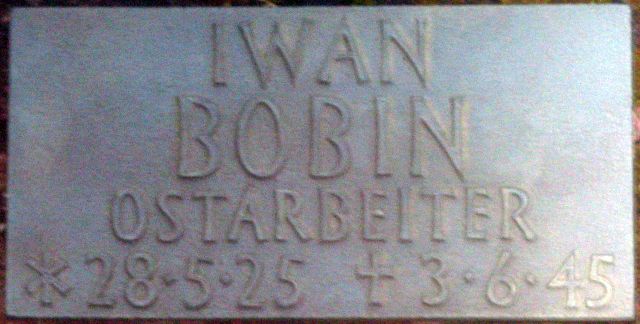 IWAN
BOBIN
OSTARBEITER
* 28·5·25 † 3·6·45